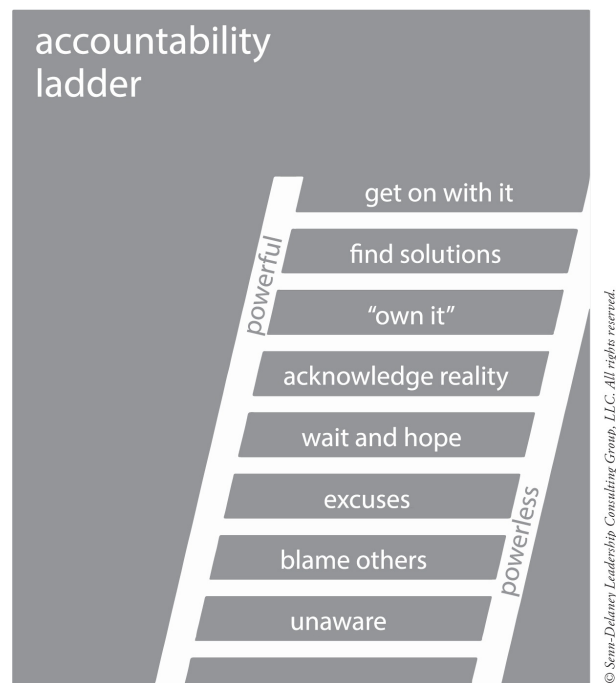 accountability
ladder
get on with it
find solutions
“own it”
acknowledge reality
wait and hope
excuses
blame others
unaware
powerful
powerless
© Senn-Delaney Leadership Consulting Group, LLC. All rights reserved.